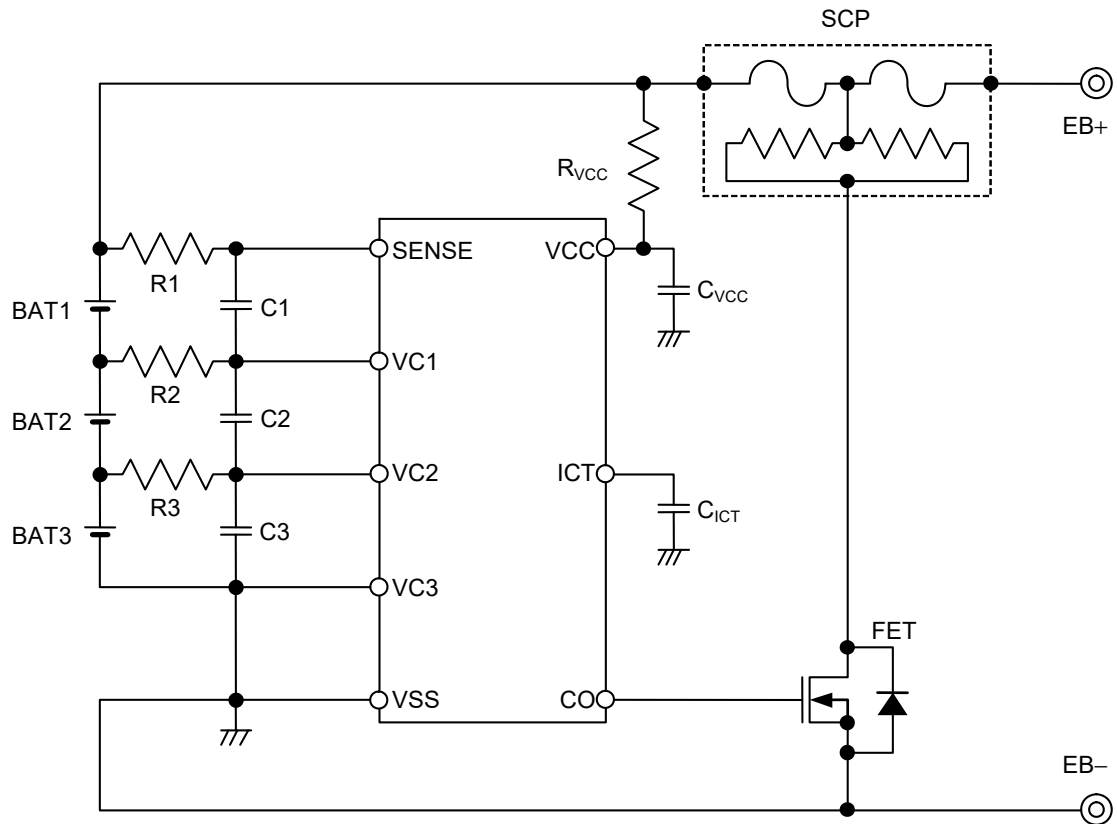 SCP
EB+
RVCC
SENSE
VCC
R1
BAT1
C1
CVCC
VC1
R2
BAT2
C2
VC2
ICT
R3
BAT3
C3
CICT
VC3
FET
VSS
CO
EB−